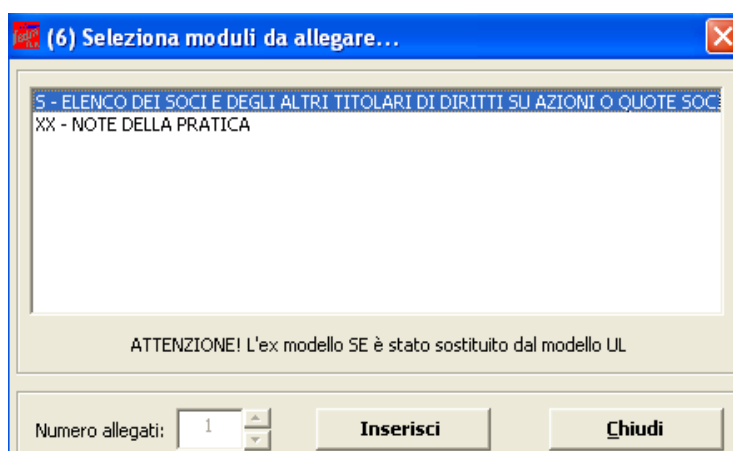 (6) Seleziona moduli da allegare...
S - ELENCO DEI SOCI E DEGLI ALTRI TITOLARI DI DIRITTI SU AZIONI O QUOTE SOC
XX - NOTE DELLA PRATICA
ATTENZIONE! L'ex modello SE è stato sostituito dal modello UL
Numero allegati: 1 Inserisci Chiudi